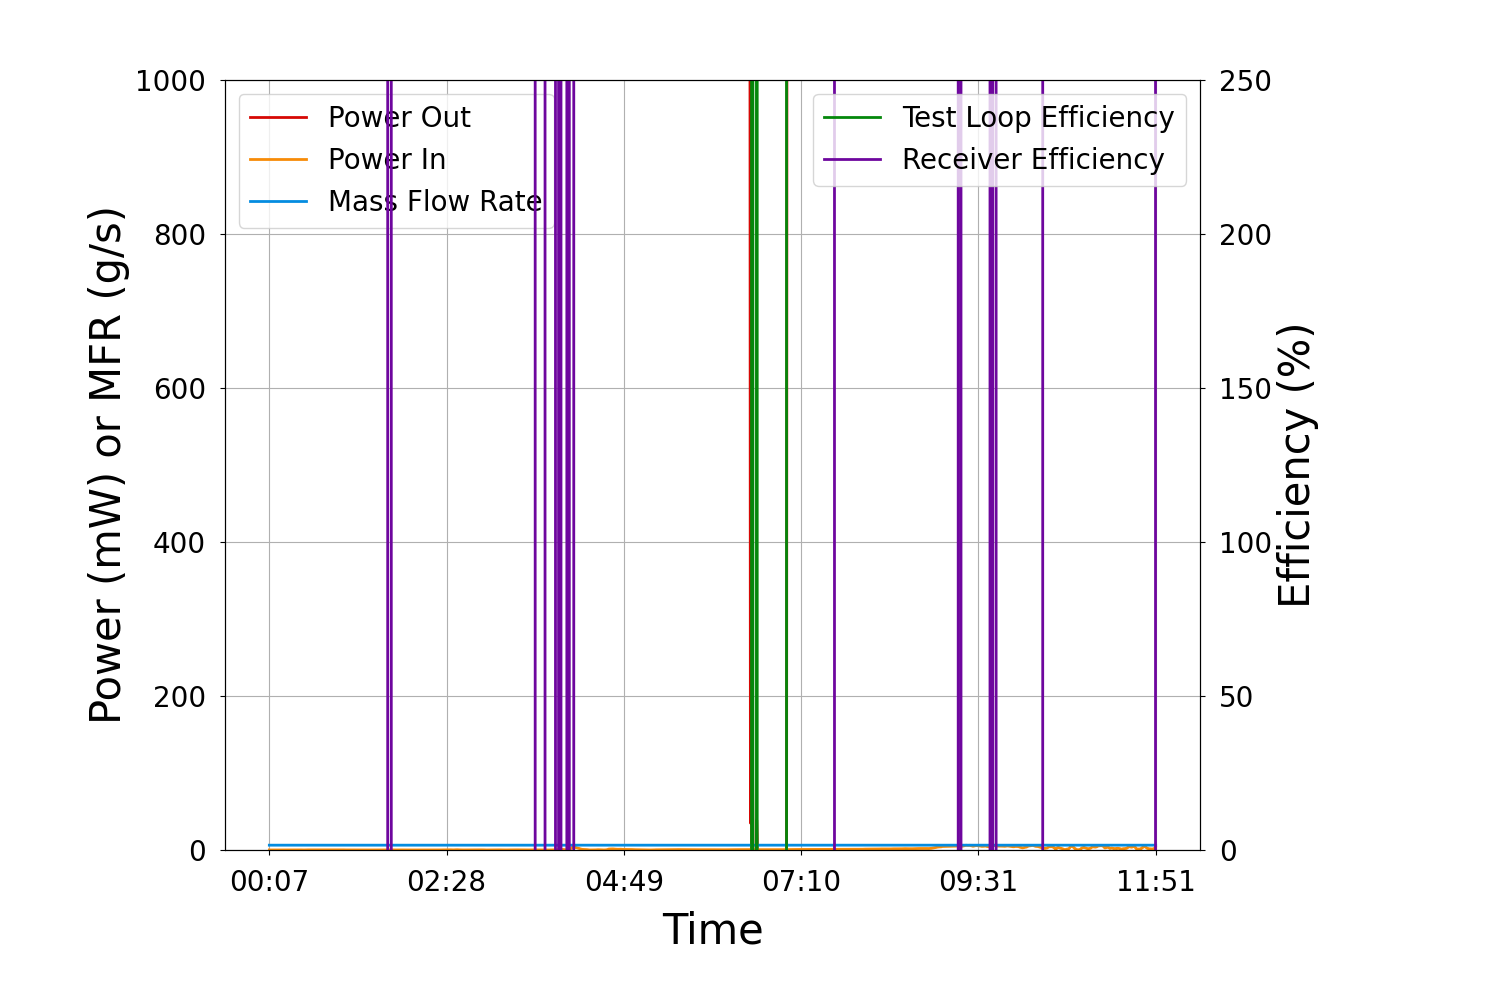 Power (mW) or MFR (g/s)
1000
800
600
400
200
0
Power Out
Power In
Mass Flow Rate
Test Loop Efficiency
Receiver Efficiency
250
200
150
100
50
0
Efficiency (%)
00:07 02:28 04:49 07:10 09:31 11:51
Time